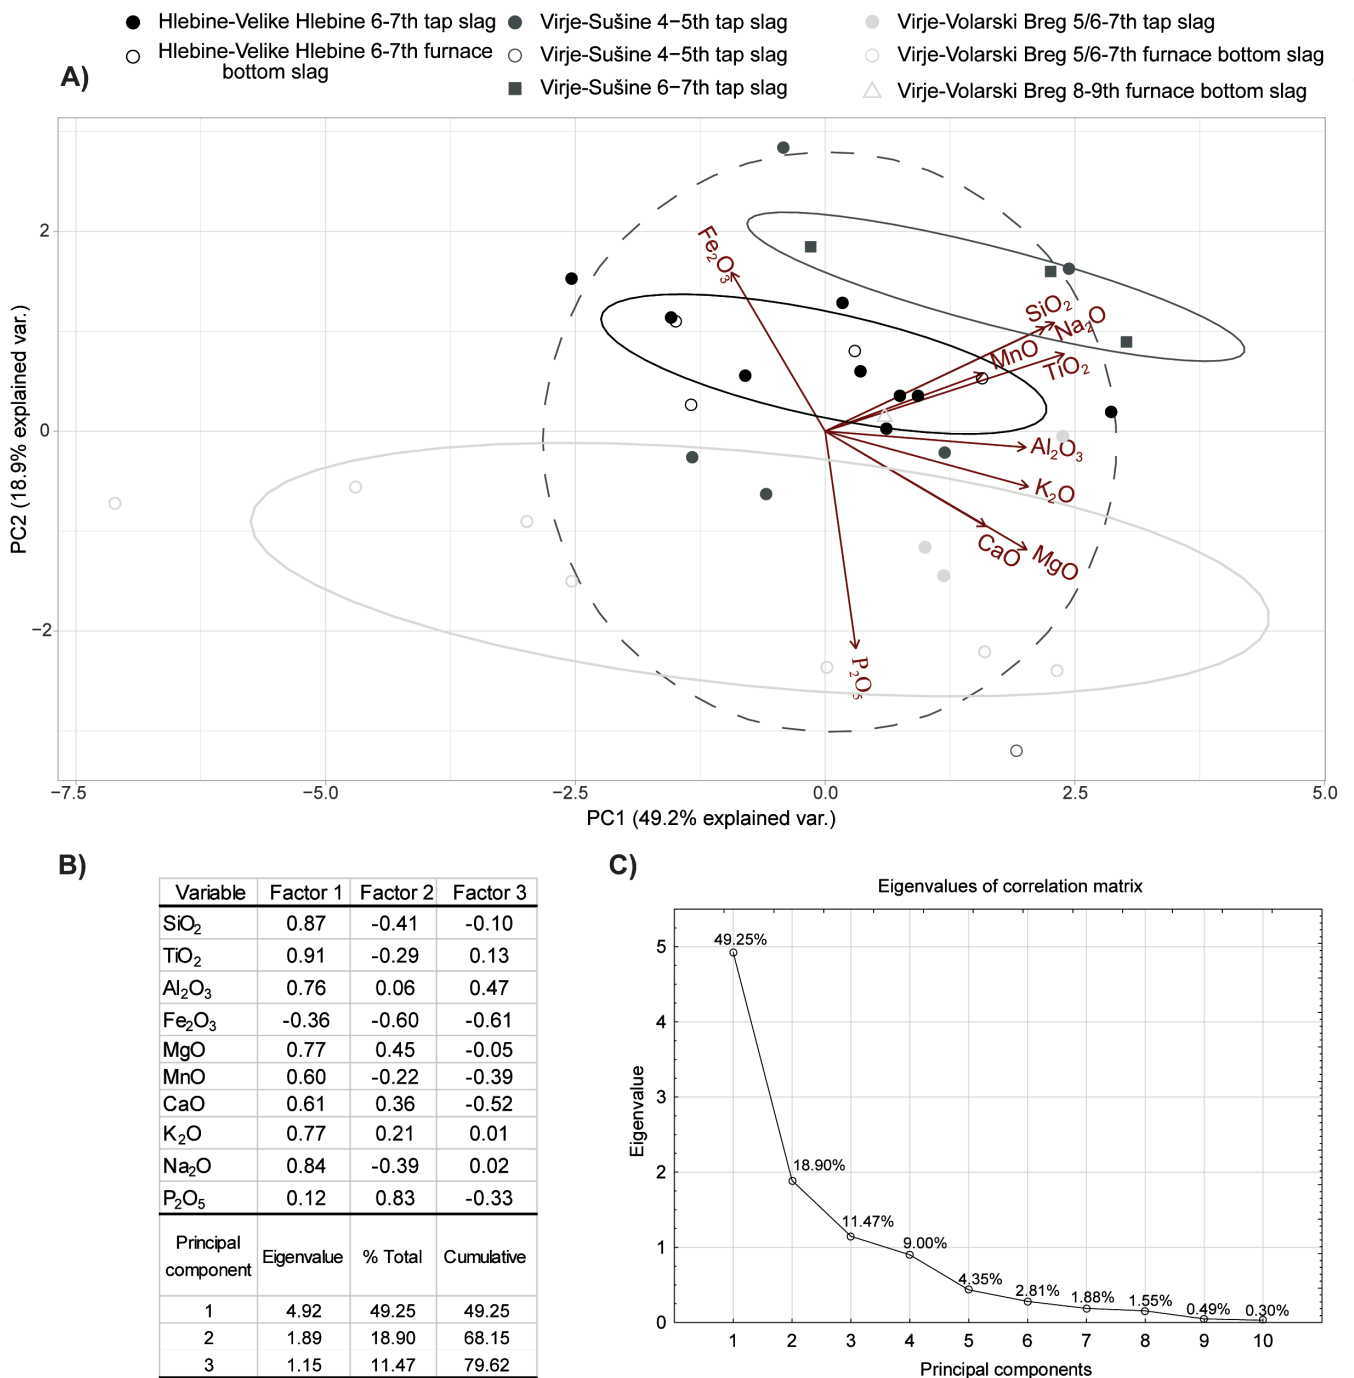 Hlebine-Velike Hlebine 6-7th tap slag
Hlebine-Velike Hlebine 6-7th furnace
bottom slag
Virje-Sušine 4−5th tap slag
Virje-Sušine 4−5th tap slag
Virje-Sušine 6−7th tap slag
Virje-Volarski Breg 5/6-7th tap slag
Virje-Volarski Breg 5/6-7th furnace bottom slag
Virje-Volarski Breg 8-9th furnace bottom slag
A)
PC2 (18.9% explained var.)
2
0
−2
Fe₂O₃
SiO₂
Na₂O
MnO
TiO₂
Al₂O₃
K₂O
CaO
MgO
P₂O₅
−7.5 −5.0 −2.5 0.0 2.5 5.0
PC1 (49.2% explained var.)
B)
Variable Factor 1 Factor 2 Factor 3
SiO₂ 0.87 -0.41 -0.10
TiO₂ 0.91 -0.29 0.13
Al₂O₃ 0.76 0.06 0.47
Fe₂O₃ -0.36 -0.60 -0.61
MgO 0.77 0.45 -0.05
MnO 0.60 -0.22 -0.39
CaO 0.61 0.36 -0.52
K₂O 0.77 0.21 0.01
Na₂O 0.84 -0.39 0.02
P₂O₅ 0.12 0.83 -0.33
Principal
component Eigenvalue % Total Cumulative
1 4.92 49.25 49.25
2 1.89 18.90 68.15
3 1.15 11.47 79.62
C)
Eigenvalues of correlation matrix
Eigenvalue
5
4
3
2
1
0
49.25%
18.90%
11.47%
9.00%
4.35%
2.81%
1.88%
1.55%
0.49%
0.30%
1 2 3 4 5 6 7 8 9 10
Principal components